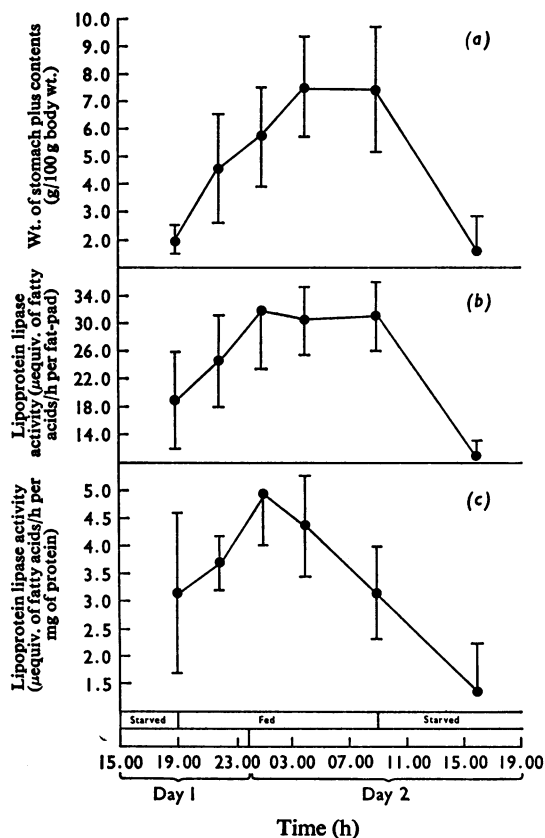 (a)
Wt. of stomach plus contents
(g/100 g body wt.)
10.0
9.0
8.0
7.0
6.0
5.0
4.0
3.0
2.0
(b)
Lipoprotein lipase
activity (μequiv. of fatty
acids/h per fat-pad)
34.0
30.0
26.0
22.0
18.0
14.0
(c)
Lipoprotein lipase activity
(μequiv. of fatty acids/h per
mg of protein)
5.0
4.5
4.0
3.5
3.0
2.5
2.0
1.5
Starved Fed Starved
15.00 19.00 23.00 03.00 07.00 11.00 15.00 19.00
Day 1 Day 2
Time (h)